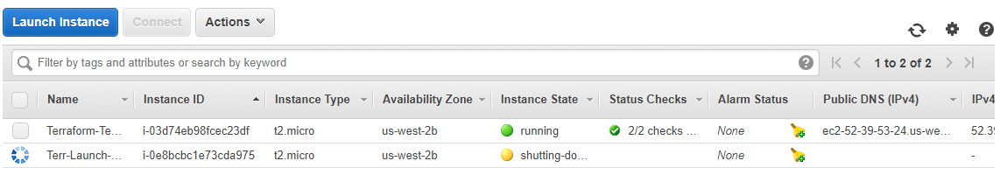 Launch Instance Connect Actions
Filter by tags and attributes or search by keyword ? 1 to 2 of 2 ?
Name Instance ID Instance Type Availability Zone Instance State Status Checks Alarm Status Public DNS (IPv4) IPv4
Terraform-Te... i-03d74eb98fcec23df t2.micro us-west-2b running 2/2 checks ... None ec2-52-39-53-24.us-we... 52.39
Terr-Launch-... i-0e8bcbc1e73cda975 t2.micro us-west-2b shutting-do... None -